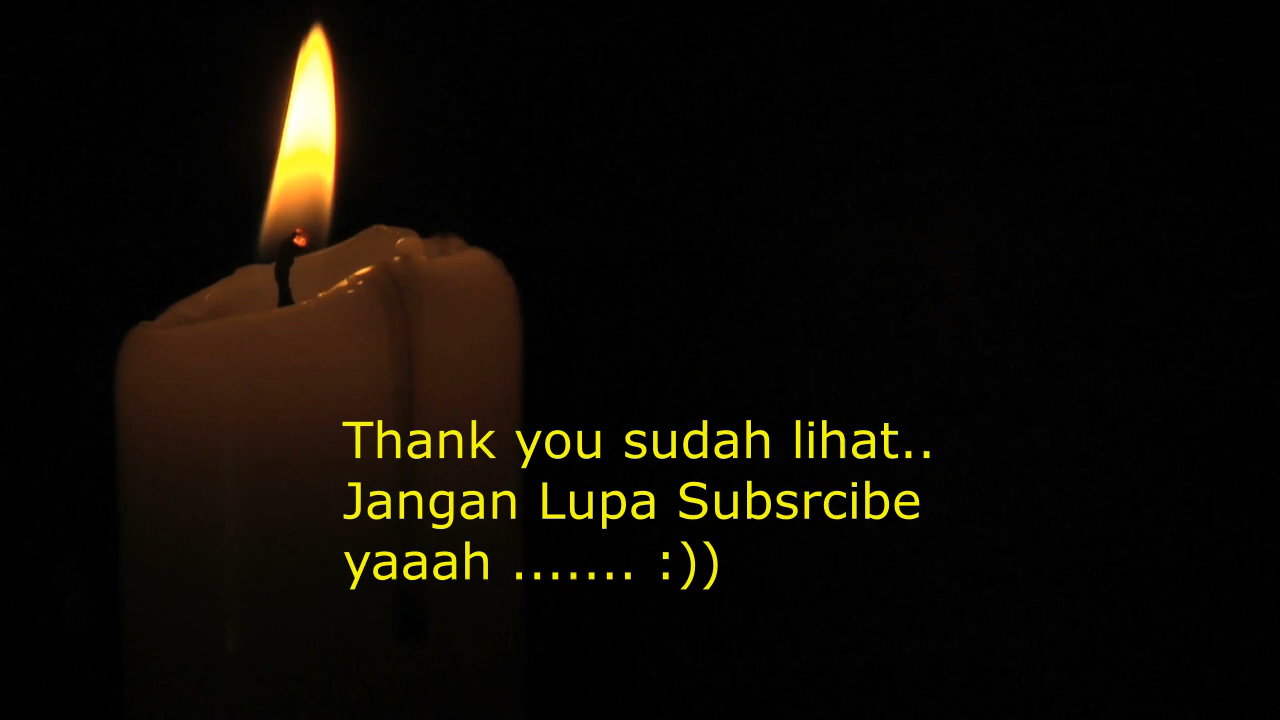 Thank you sudah lihat..
Jangan Lupa Subsrcibe
yaaah ....... :))